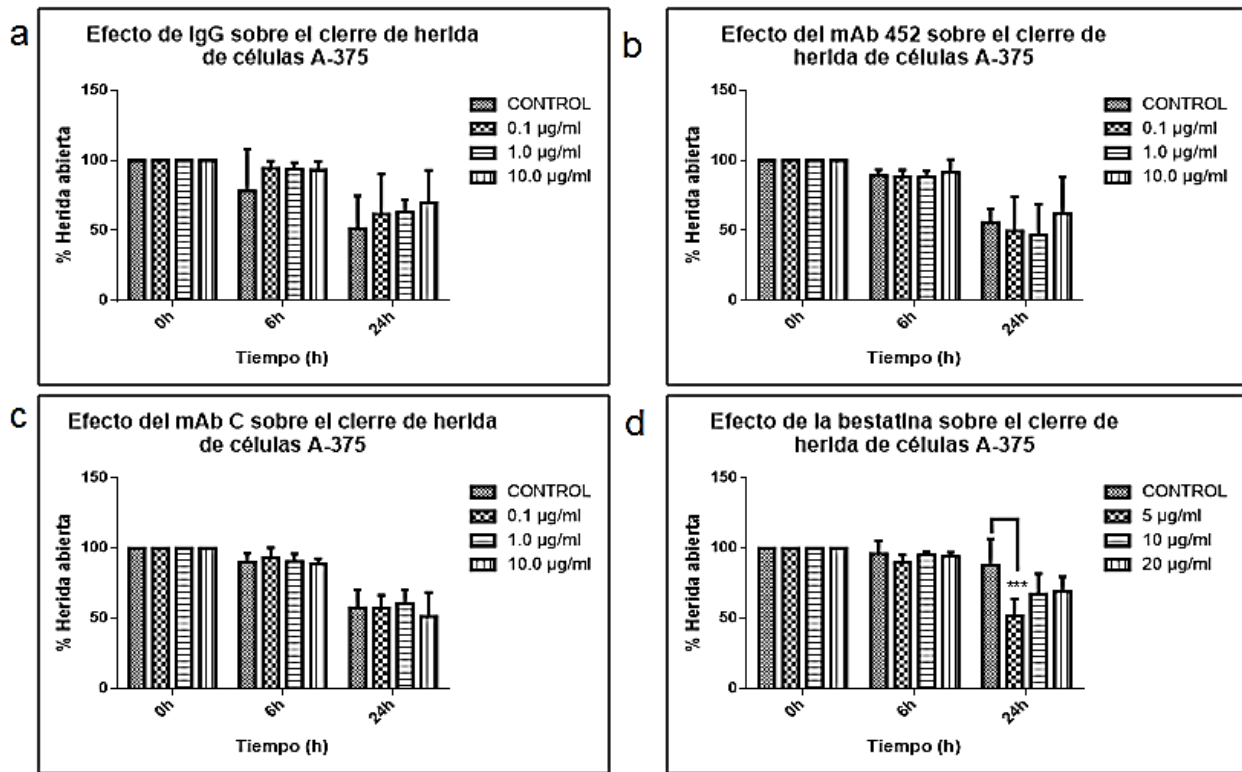 a
Efecto de IgG sobre el cierre de herida
de células A-375
150
100
50
0
% Herida abierta
0h
6h
24h
Tiempo (h)
CONTROL
0.1 µg/ml
1.0 µg/ml
10.0 µg/ml
b
Efecto del mAb 452 sobre el cierre de
herida de células A-375
150
100
50
0
% Herida abierta
0h
6h
24h
Tiempo (h)
CONTROL
0.1 µg/ml
1.0 µg/ml
10.0 µg/ml
c
Efecto del mAb C sobre el cierre de herida
de células A-375
150
100
50
0
% Herida abierta
0h
6h
24h
Tiempo (h)
CONTROL
0.1 µg/ml
1.0 µg/ml
10.0 µg/ml
d
Efecto de la bestatina sobre el cierre de
herida de células A-375
150
100
50
0
% Herida abierta
***
0h
6h
24h
Tiempo (h)
CONTROL
5 µg/ml
10 µg/ml
20 µg/ml